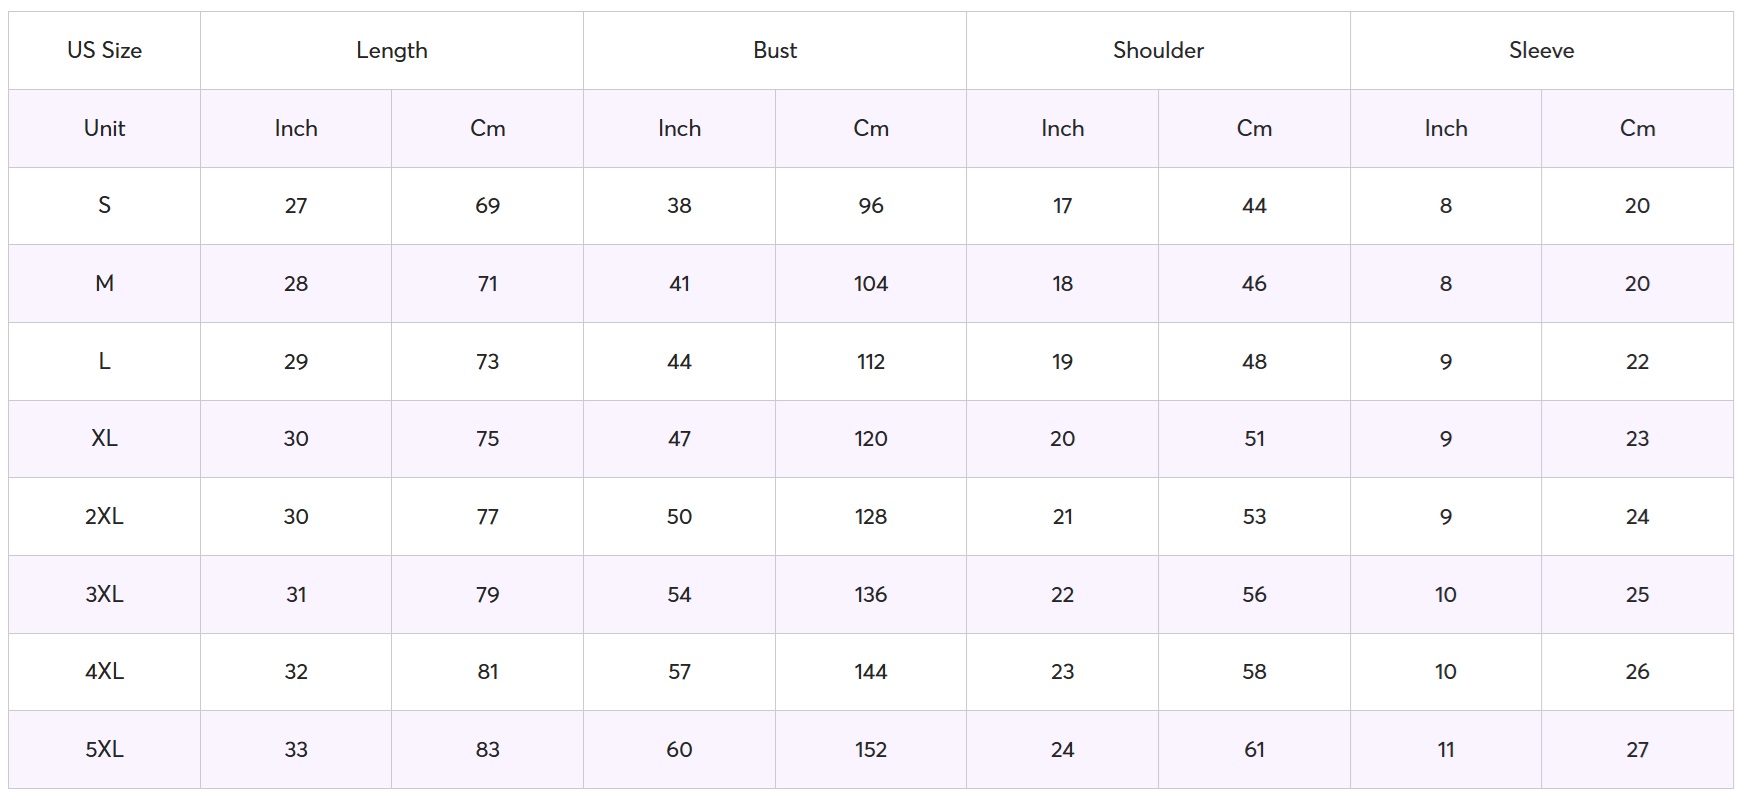 US Size Length Bust Shoulder Sleeve
Unit Inch Cm Inch Cm Inch Cm Inch Cm
S 27 69 38 96 17 44 8 20
M 28 71 41 104 18 46 8 20
L 29 73 44 112 19 48 9 22
XL 30 75 47 120 20 51 9 23
2XL 30 77 50 128 21 53 9 24
3XL 31 79 54 136 22 56 10 25
4XL 32 81 57 144 23 58 10 26
5XL 33 83 60 152 24 61 11 27